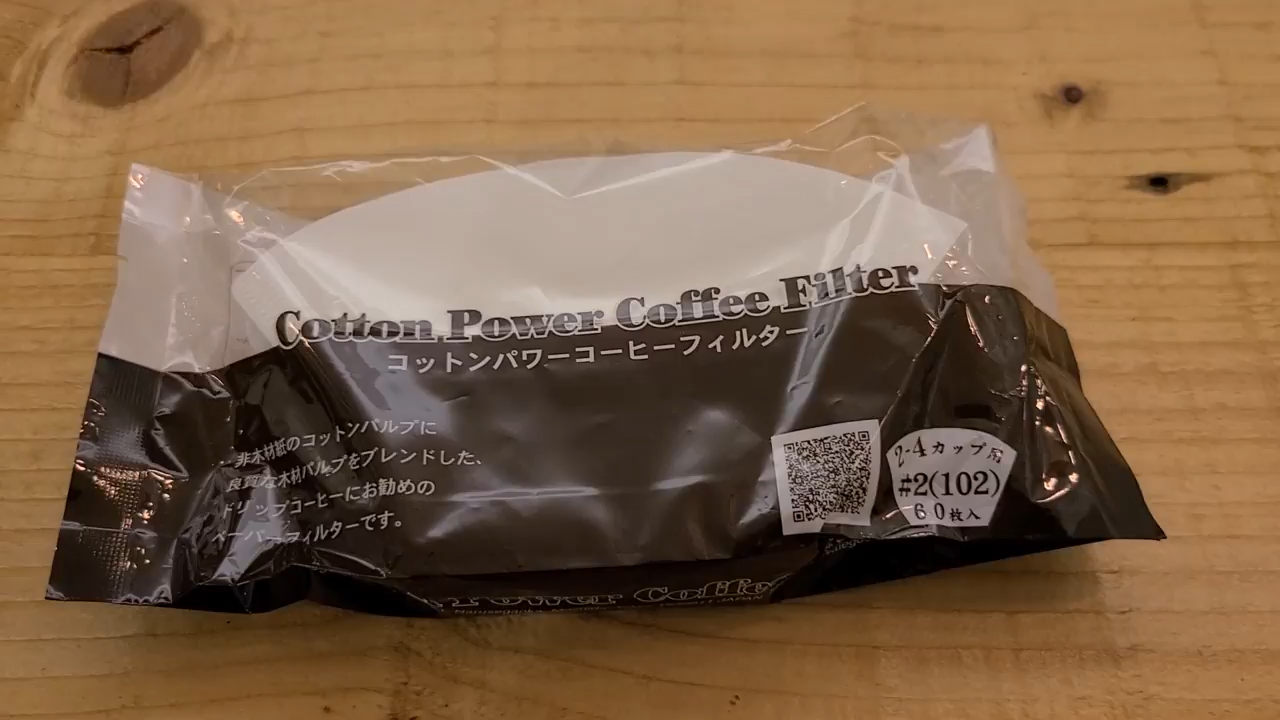 Cotton Power Coffee Filter
コットンパワーコーヒーフィルター
非木材紙のコットンパルプに
良質な木材パルプをブレンドした、
ドリップコーヒーにお勧めの
ペーパーフィルターです。
2-4カップ用
#2(102)
60枚入
Power Coffee